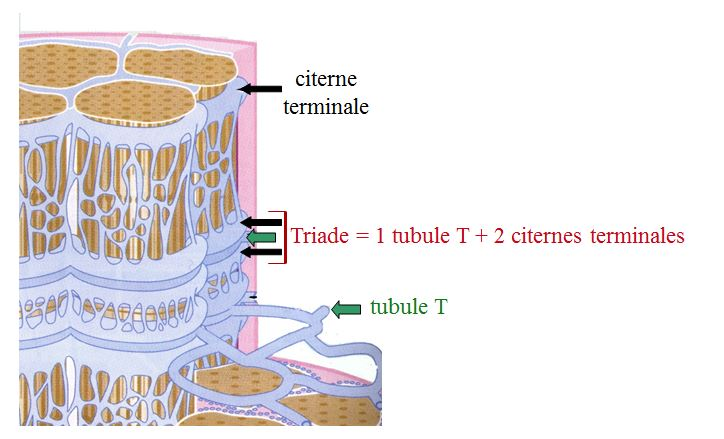 citerne
terminale
Triade = 1 tubule T + 2 citernes terminales
tubule T